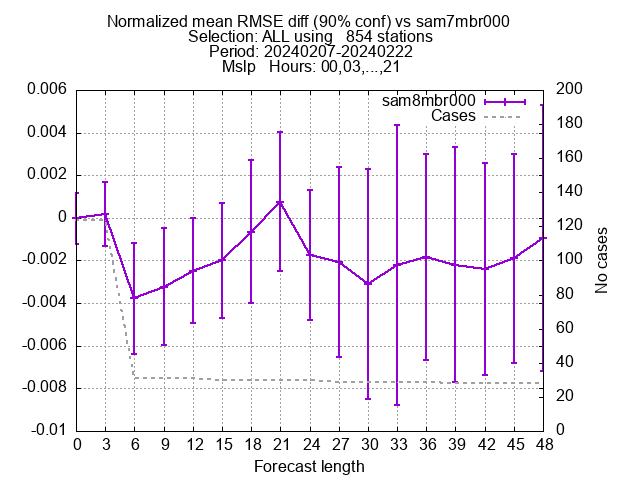 Normalized mean RMSE diff (90% conf) vs sam7mbr000
Selection: ALL using   854 stations
Period: 20240207-20240222
Mslp   Hours: 00,03,...,21
sam8mbr000
Cases
0.006
0.004
0.002
0
-0.002
-0.004
-0.006
-0.008
-0.01
200
180
160
140
120
100
80
60
40
20
0
No cases
0 3 6 9 12 15 18 21 24 27 30 33 36 39 42 45 48
Forecast length